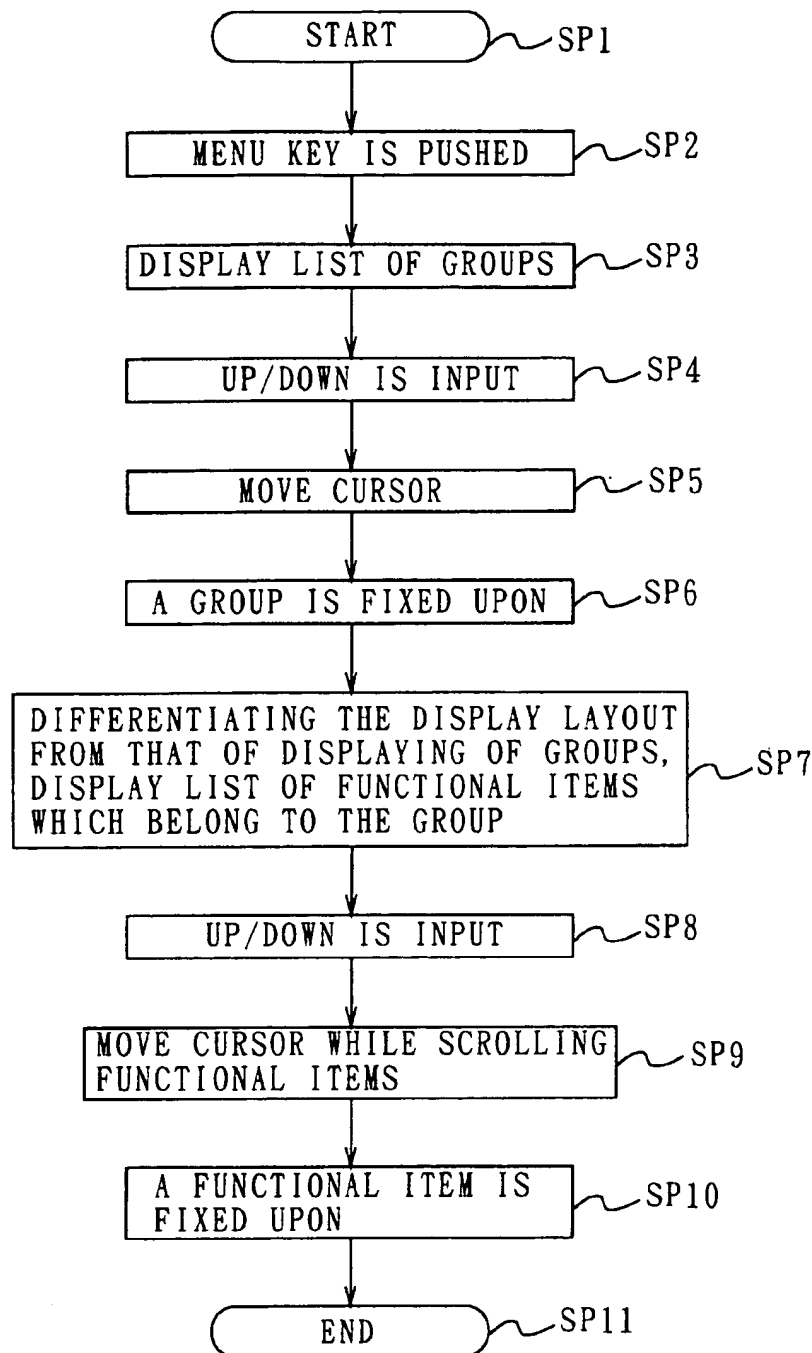 START
SP1
MENU KEY IS PUSHED
SP2
DISPLAY LIST OF GROUPS
SP3
UP/DOWN IS INPUT
SP4
MOVE CURSOR
SP5
A GROUP IS FIXED UPON
SP6
DIFFERENTIATING THE DISPLAY LAYOUT
FROM THAT OF DISPLAYING OF GROUPS,
DISPLAY LIST OF FUNCTIONAL ITEMS
WHICH BELONG TO THE GROUP
SP7
UP/DOWN IS INPUT
SP8
MOVE CURSOR WHILE SCROLLING
FUNCTIONAL ITEMS
SP9
A FUNCTIONAL ITEM IS
FIXED UPON
SP10
END
SP11